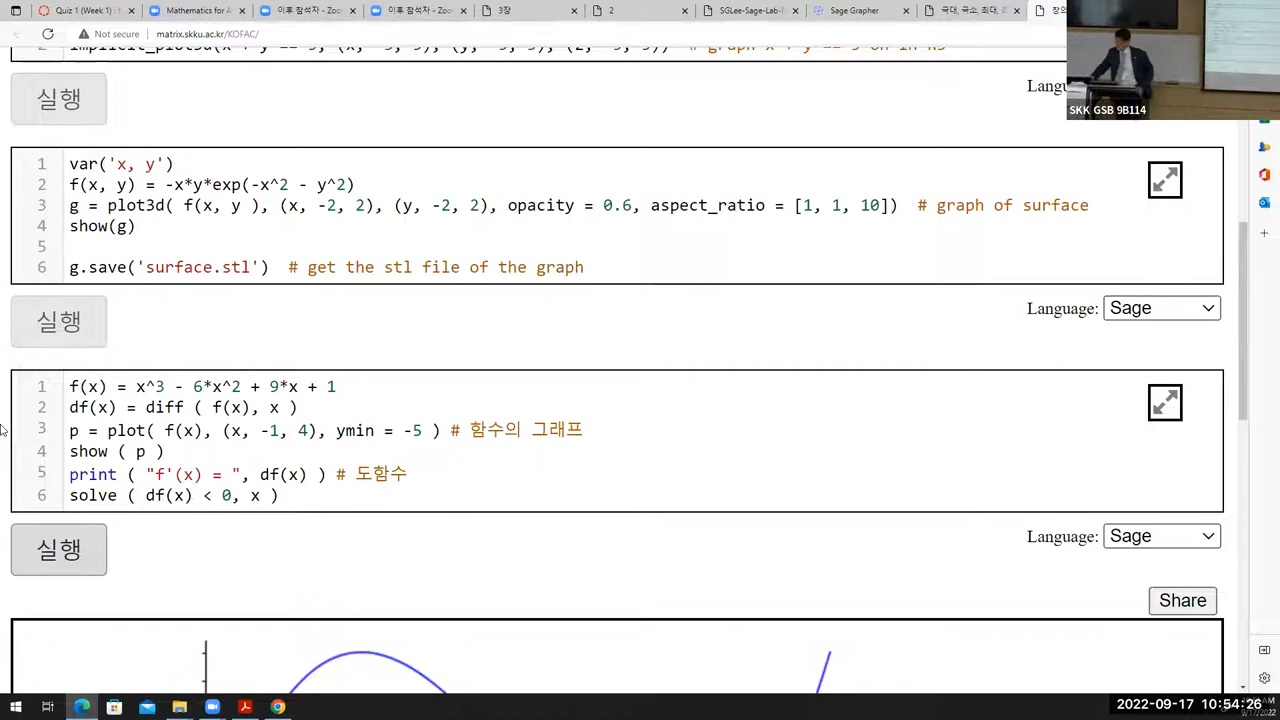 Quiz 1 (Week 1) : F
Mathematics for A
이후 참석자 - Zoo
이후 참석자 - Zoo
3장
2
SGLee-Sage-Lab-
Sage Grapher
국대, 국소, 최대,
Not secure
matrix.skku.ac.kr/KOFAC/
SKK GSB 9B114
실행
1 var('x, y')
2 f(x, y) = -x*y*exp(-x^2 - y^2)
3 g = plot3d( f(x, y ), (x, -2, 2), (y, -2, 2), opacity = 0.6, aspect_ratio = [1, 1, 10]) # graph of surface
4 show(g)
5
6 g.save('surface.stl') # get the stl file of the graph
실행
Language: Sage
1 f(x) = x^3 - 6*x^2 + 9*x + 1
2 df(x) = diff ( f(x), x )
3 p = plot( f(x), (x, -1, 4), ymin = -5 ) # 함수의 그래프
4 show ( p )
5 print ( "f'(x) = ", df(x) ) # 도함수
6 solve ( df(x) < 0, x )
실행
Language: Sage
Share
2022-09-17 10:54:26